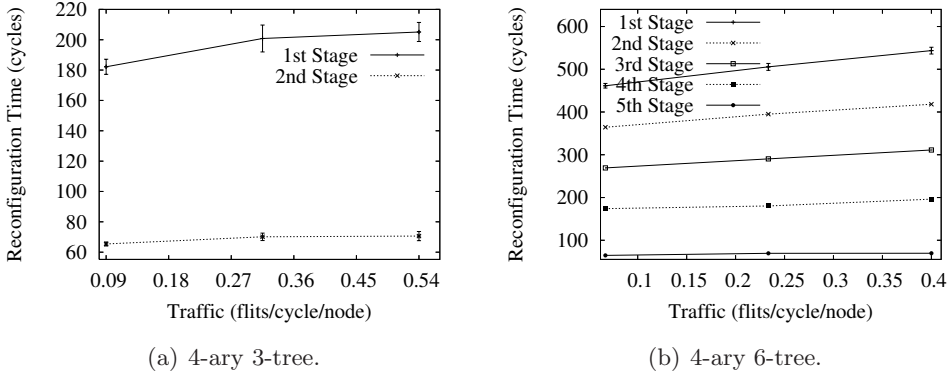 Reconfiguration Time (cycles)
220
200
180
160
140
120
100
80
60
0.09
0.18
0.27
0.36
0.45
0.54
Traffic (flits/cycle/node)
1st Stage
2nd Stage
(a) 4-ary 3-tree.
Reconfiguration Time (cycles)
600
500
400
300
200
100
0.1
0.15
0.2
0.25
0.3
0.35
0.4
Traffic (flits/cycle/node)
1st Stage
2nd Stage
3rd Stage
4th Stage
5th Stage
(b) 4-ary 6-tree.